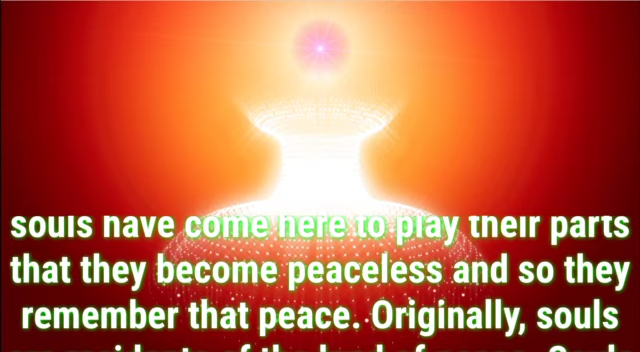 souls have come here to play their parts
that they become peaceless and so they
remember that peace. Originally, souls